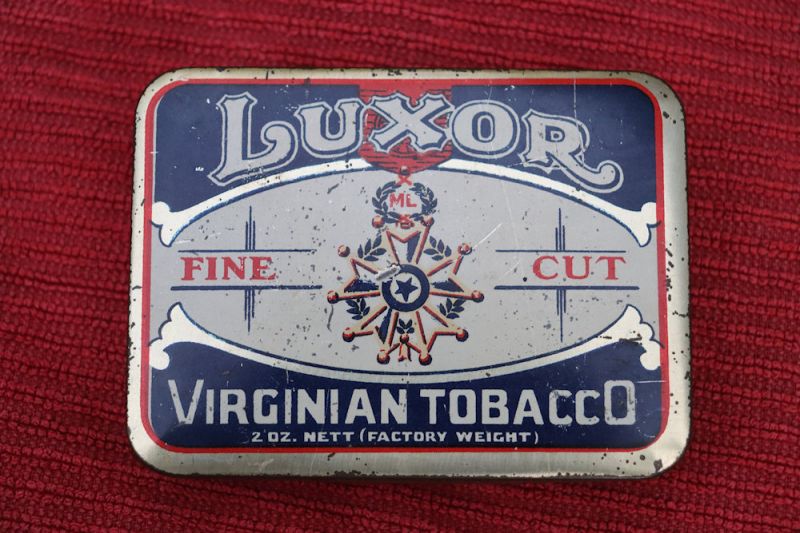 LUXOR
ML
FINE CUT
VIRGINIAN TOBACCO
2 OZ. NETT (FACTORY WEIGHT)